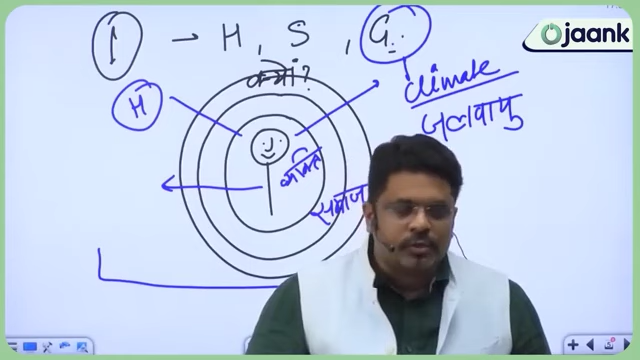 Ojaank
I → H, S, G..
क्यों?
Climate
जलवायु
H
व्यक्ति
समाज